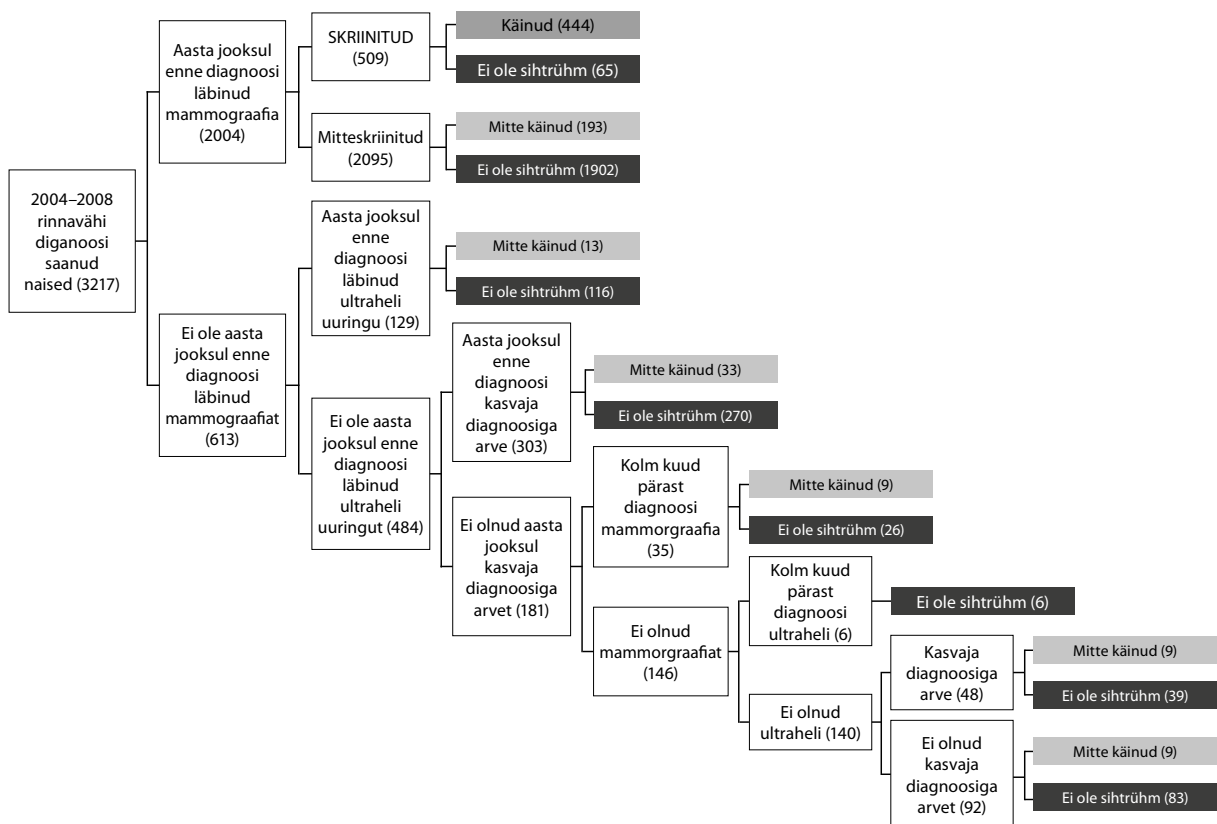 2004–2008
rinnavähi
diganoosi
saanud
naised (3217)
Aasta jooksul
enne diagnoosi
läbinud
mammograafia
(2004)
SKRIINITUD
(509)
Käinud (444)
Ei ole sihtrühm (65)
Mitteskriinitud
(2095)
Mitte käinud (193)
Ei ole sihtrühm (1902)
Ei ole aasta
jooksul enne
diagnoosi
läbinud
mammograafiat
(613)
Aasta jooksul
enne
diagnoosi
läbinud
ultraheli
uuringu (129)
Mitte käinud (13)
Ei ole sihtrühm (116)
Ei ole aasta
jooksul enne
diagnoosi
läbinud
ultraheli
uuringut (484)
Aasta jooksul
enne
diagnoosi
kasvaja
diagnoosiga
arve (303)
Mitte käinud (33)
Ei ole sihtrühm (270)
Ei olnud aasta
jooksul
kasvaja
diagnoosiga
arvet (181)
Kolm kuud
pärast
diagnoosi
mammorgraafia
(35)
Mitte käinud (9)
Ei ole sihtrühm (26)
Ei olnud
mammorgraafiat
(146)
Kolm kuud
pärast
diagnoosi
ultraheli (6)
Ei ole sihtrühm (6)
Ei olnud
ultraheli (140)
Kasvaja
diagnoosiga
arve (48)
Mitte käinud (9)
Ei ole sihtrühm (39)
Ei olnud
kasvaja
diagnoosiga
arvet (92)
Mitte käinud (9)
Ei ole sihtrühm (83)